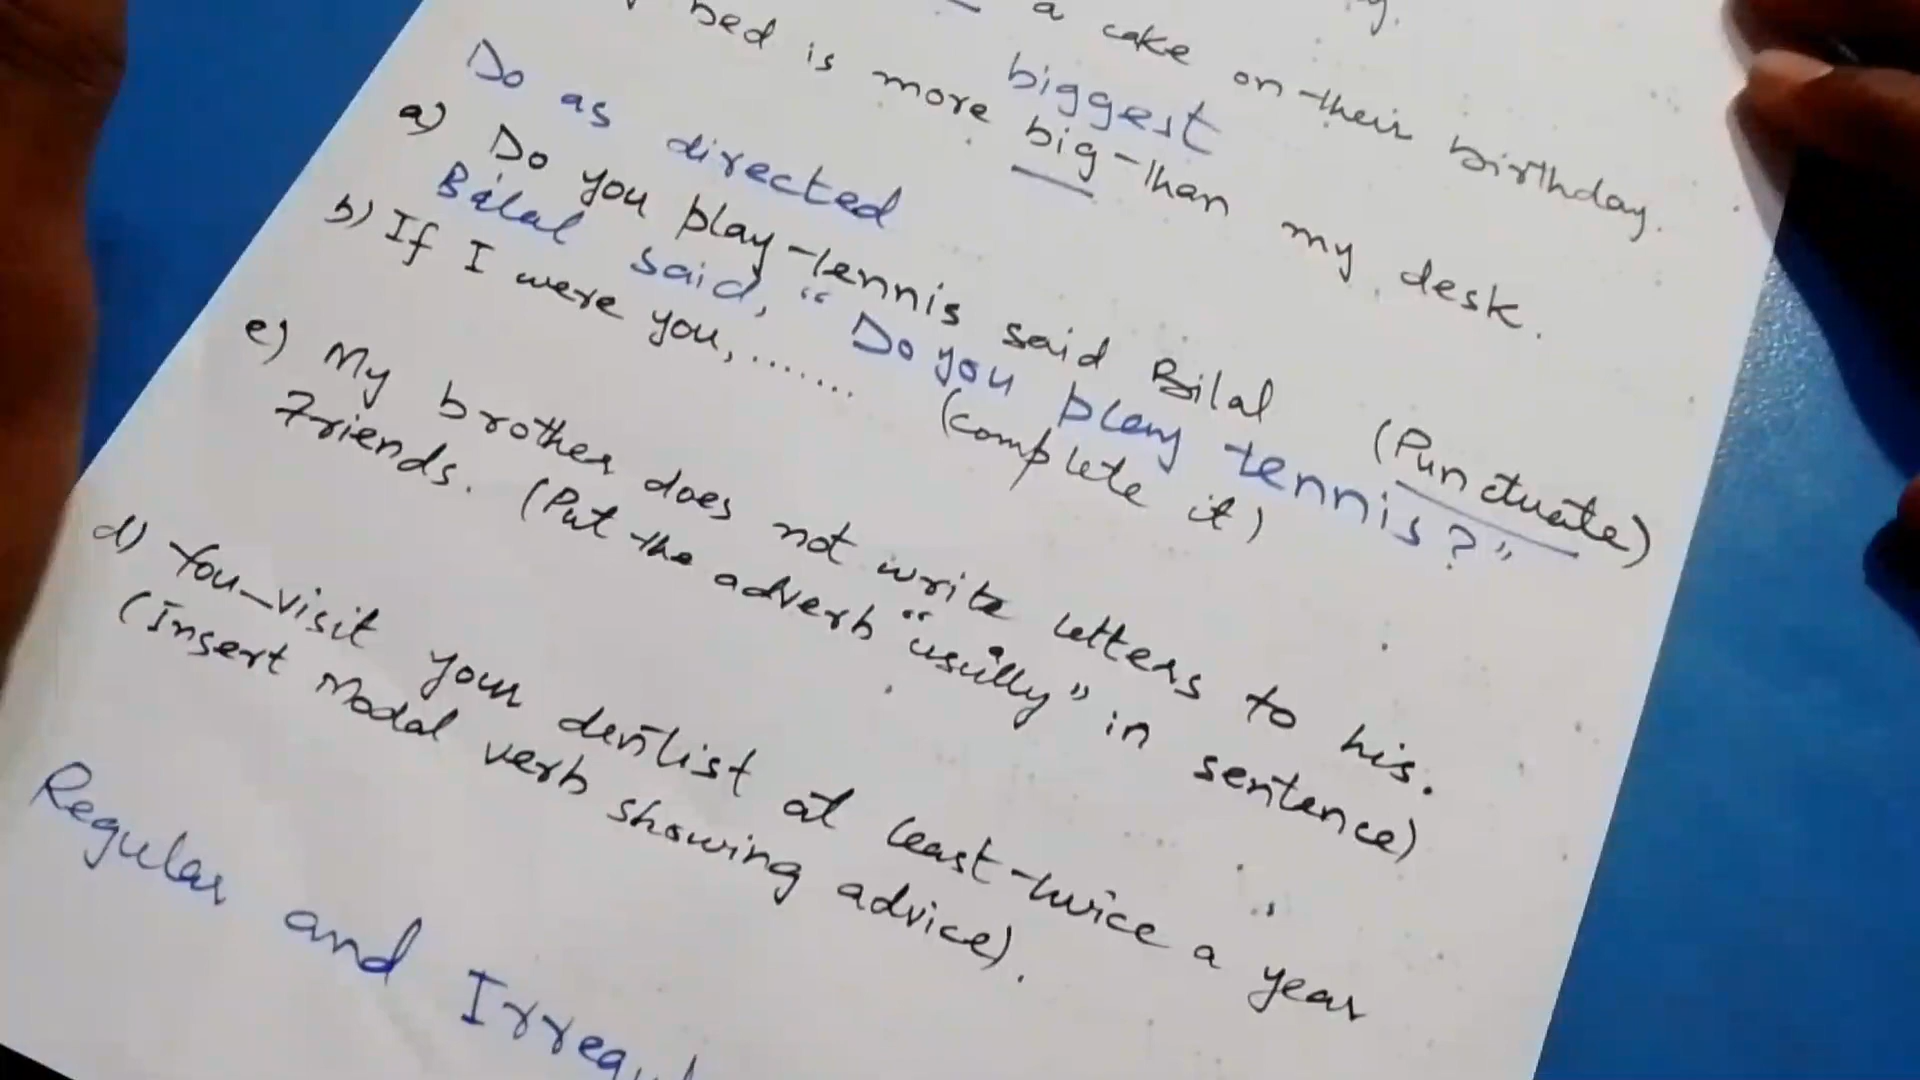 a cake on their birthday.
biggest
bed is more big than my desk.
Do as directed
a) Do you play tennis said Bilal (Punctuate)
Bilal said, “Do you play tennis?”
b) If I were you, ....... (complete it)
c) My brother does not write letters to his.
Friends. (Put the adverb “usually” in sentence)
d) You_visit your dentist at least twice a year
(Insert Modal verb showing advice).
Regular and